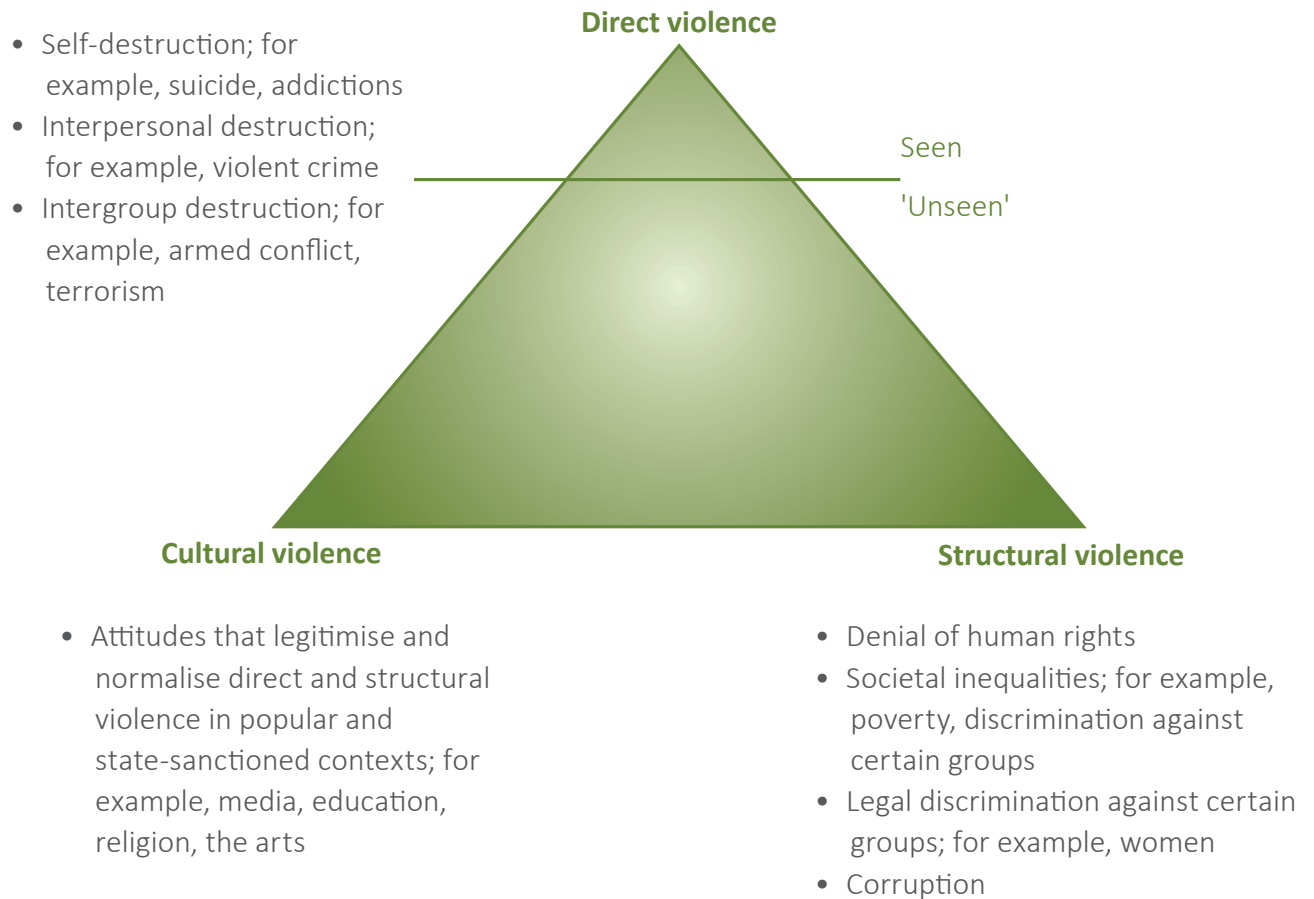 Direct violence
• Self-destruction; for
example, suicide, addictions
• Interpersonal destruction;
for example, violent crime
• Intergroup destruction; for
example, armed conflict,
terrorism
Seen
'Unseen'
Cultural violence
• Attitudes that legitimise and
normalise direct and structural
violence in popular and
state-sanctioned contexts; for
example, media, education,
religion, the arts
Structural violence
• Denial of human rights
• Societal inequalities; for example,
poverty, discrimination against
certain groups
• Legal discrimination against certain
groups; for example, women
• Corruption